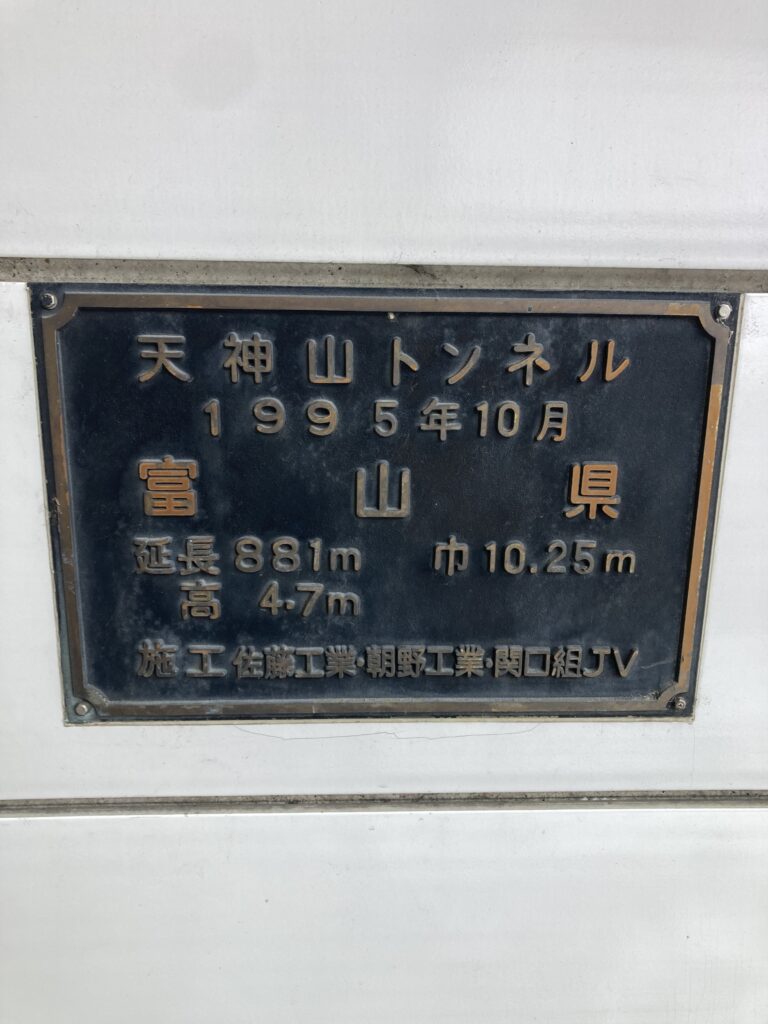 天神山トンネル
1995年10月
富山県
延長881m 巾10.25m
高 4.7m
施工佐藤工業・朝野工業・関口組JV